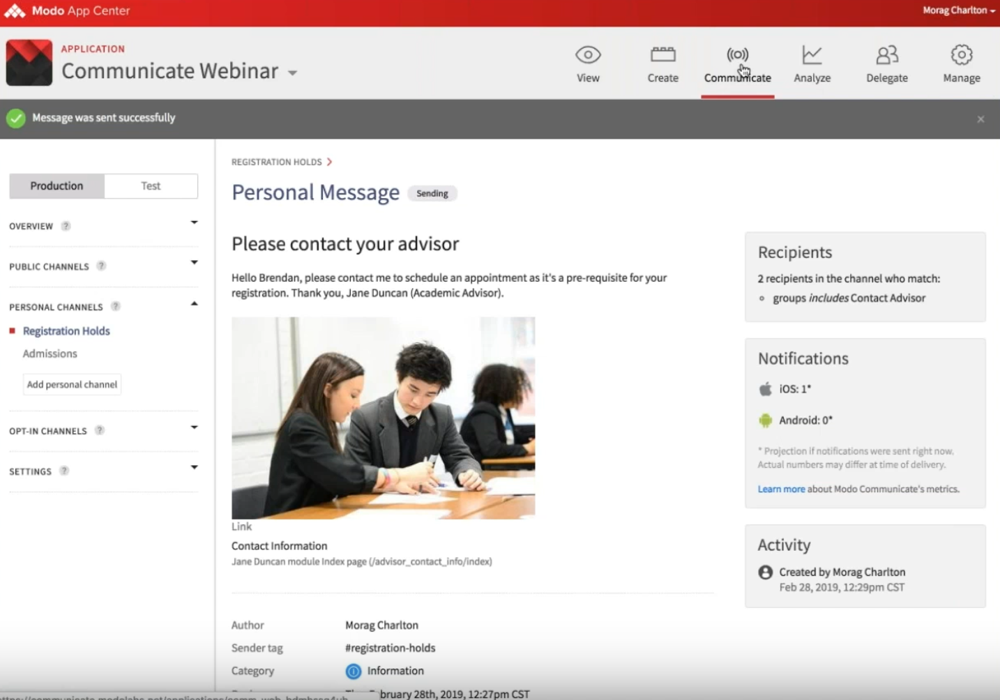 Modo App Center
Morag Charlton
APPLICATION
Communicate Webinar
View
Create
Communicate
Analyze
Delegate
Manage
Message was sent successfully
×
Production
Test
OVERVIEW ?
PUBLIC CHANNELS ?
PERSONAL CHANNELS ?
Registration Holds
Admissions
Add personal channel
OPT-IN CHANNELS ?
SETTINGS ?
REGISTRATION HOLDS
Personal Message Sending
Please contact your advisor
Hello Brendan, please contact me to schedule an appointment as it's a pre-requisite for your
registration. Thank you, Jane Duncan (Academic Advisor).
Link
Contact Information
Jane Duncan module Index page (/advisor_contact_info/index)
Author Morag Charlton
Sender tag #registration-holds
Category Information
February 28th, 2019, 12:27pm CST
Recipients
2 recipients in the channel who match:
groups includes Contact Advisor
Notifications
iOS: 1*
Android: 0*
* Projection if notifications were sent right now.
Actual numbers may differ at time of delivery.
Learn more about Modo Communicate's metrics.
Activity
Created by Morag Charlton
Feb 28, 2019, 12:29pm CST